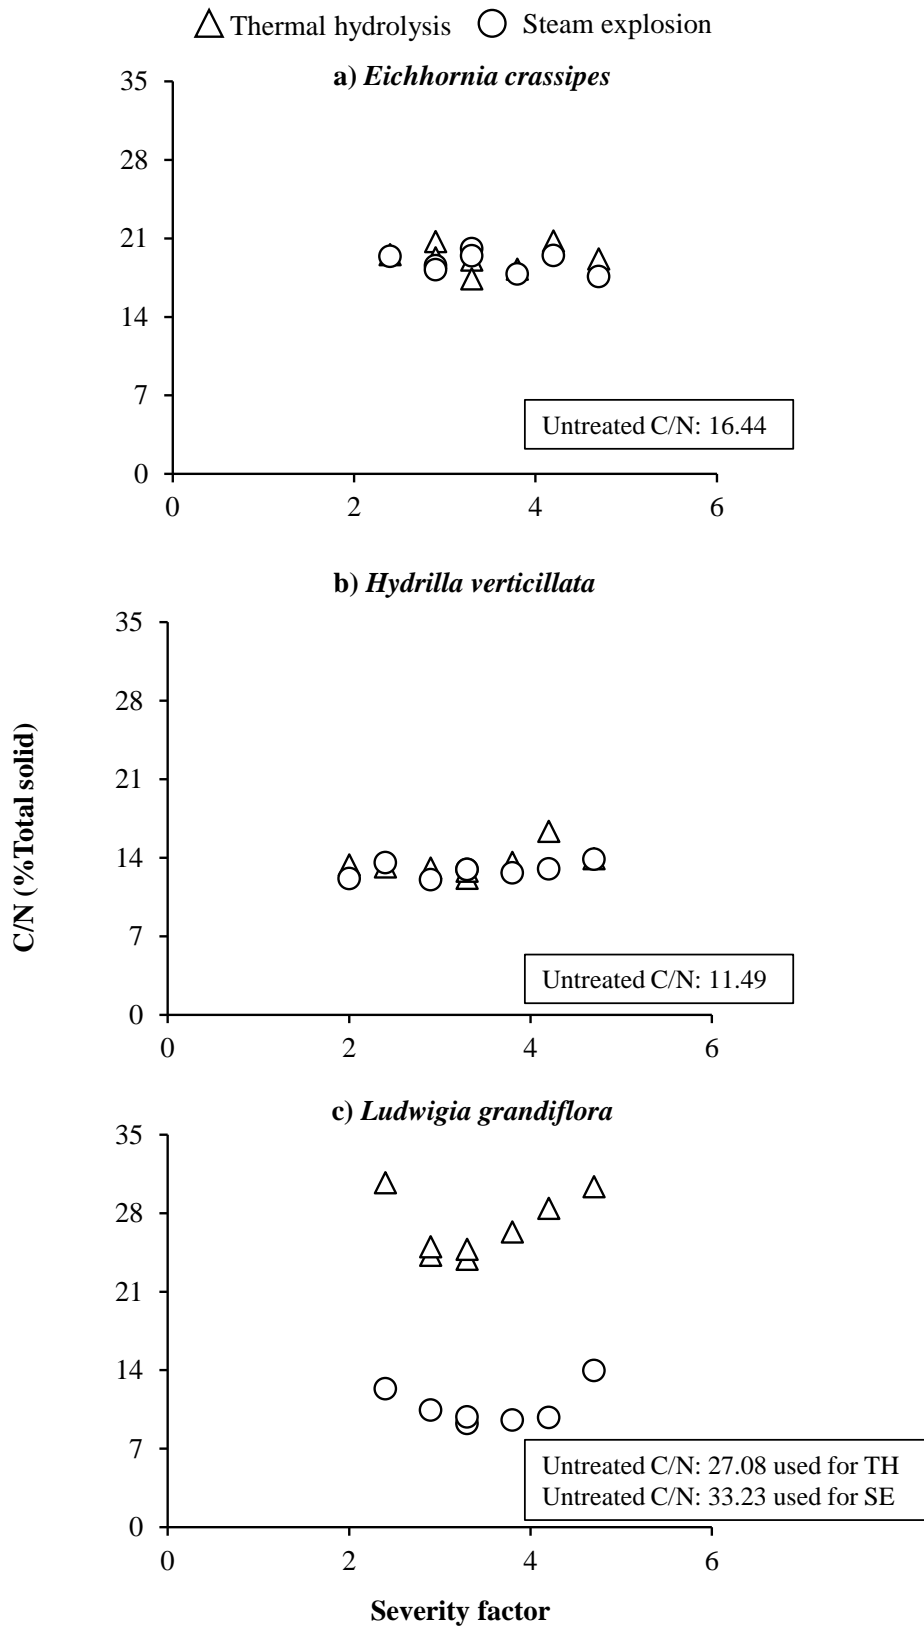 Thermal hydrolysis Steam explosion
a) Eichhornia crassipes
35
28
21
14
7
0
Untreated C/N: 16.44
0 2 4 6
b) Hydrilla verticillata
35
28
21
14
7
0
Untreated C/N: 11.49
0 2 4 6
C/N (%Total solid)
c) Ludwigia grandiflora
35
28
21
14
7
0
Untreated C/N: 27.08 used for TH
Untreated C/N: 33.23 used for SE
0 2 4 6
Severity factor